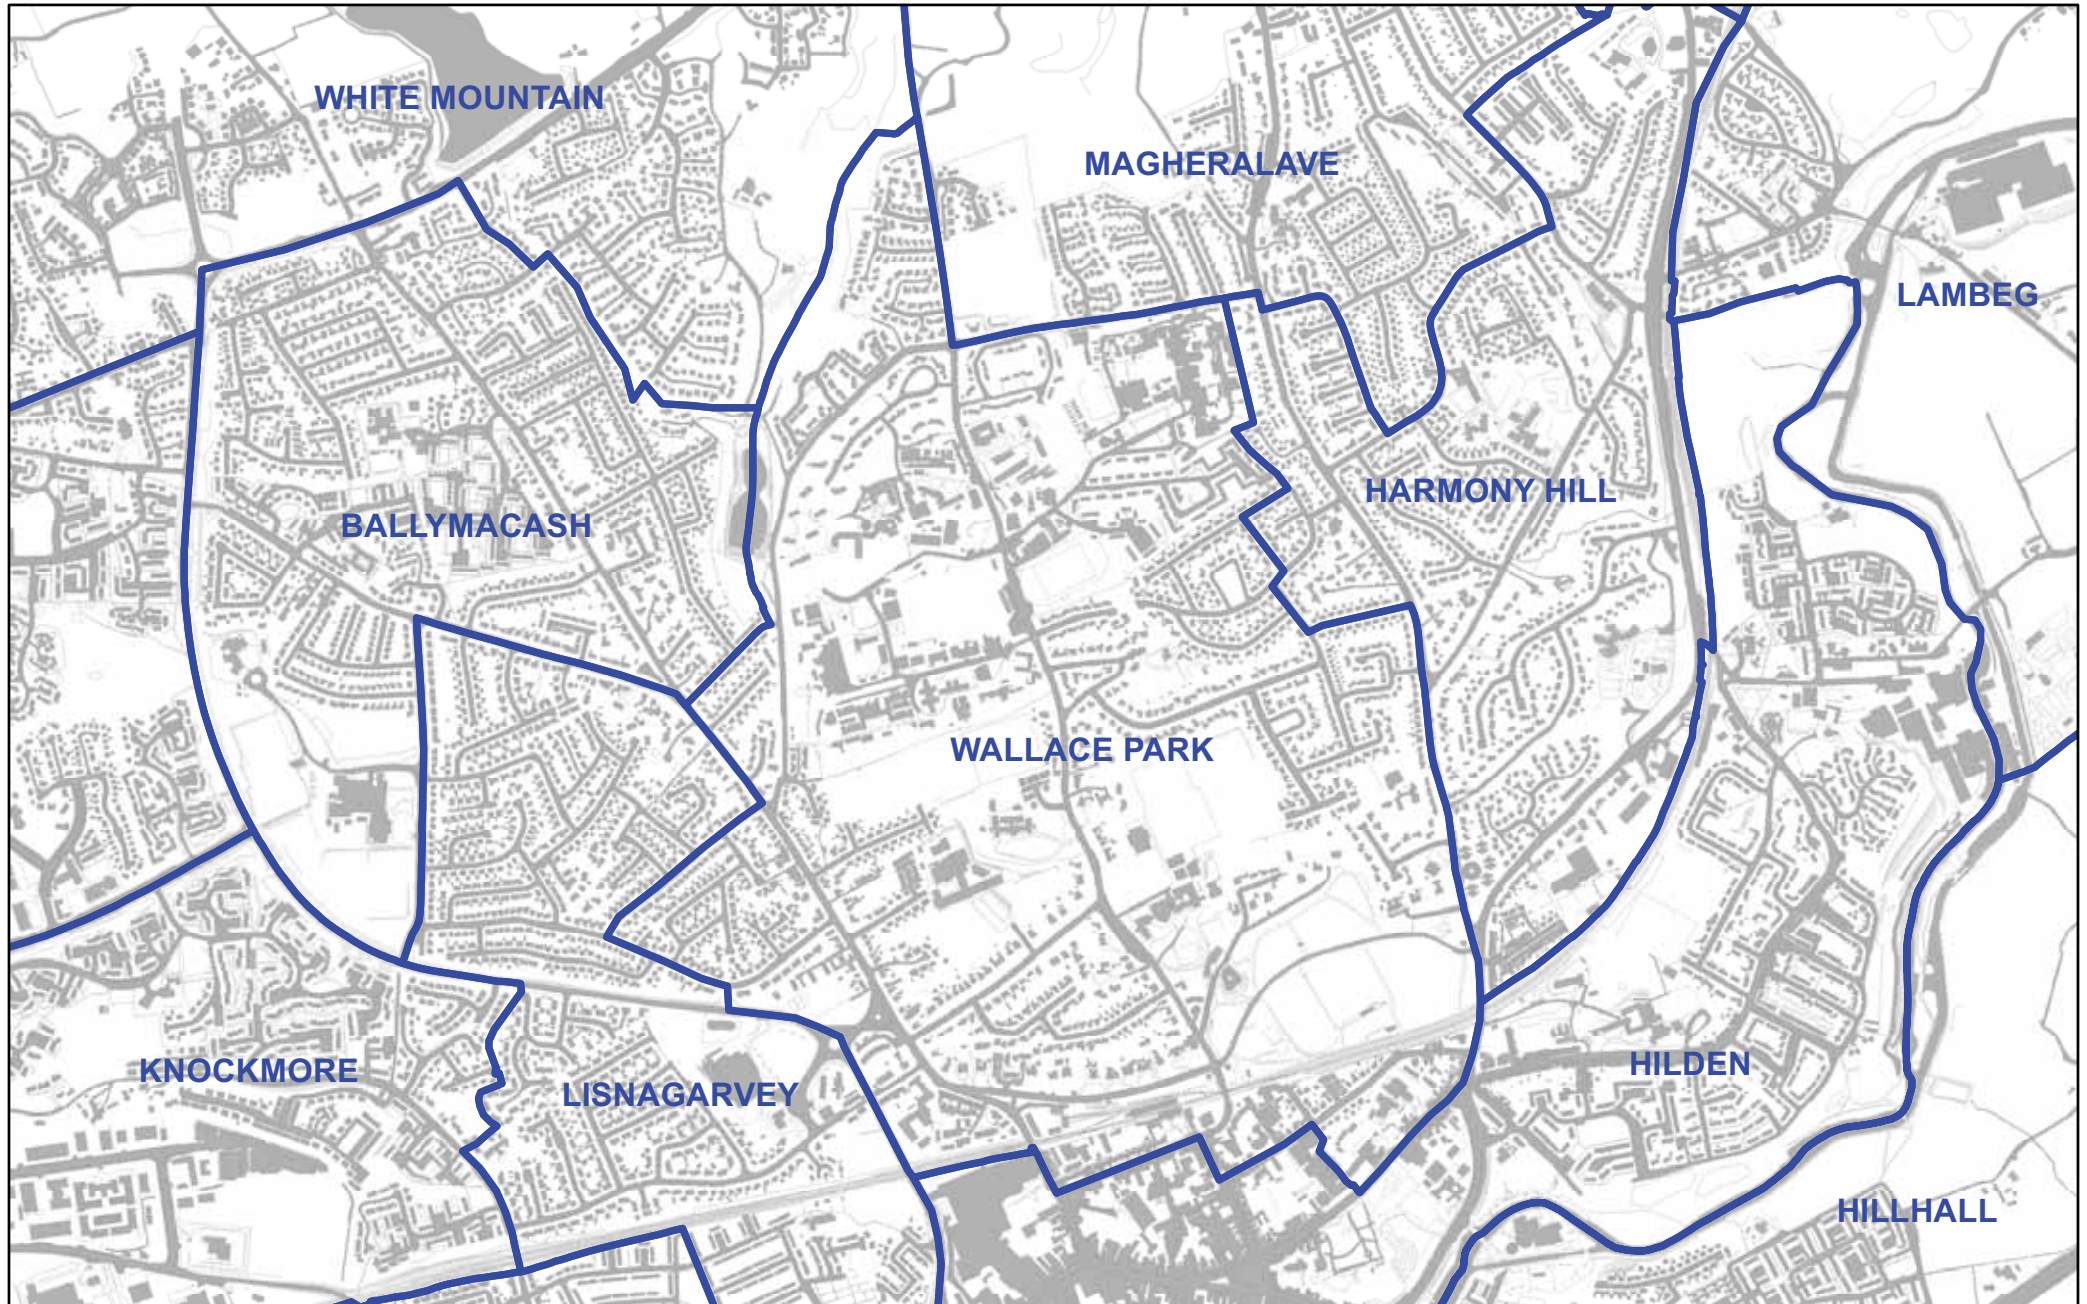 WHITE MOUNTAIN
MAGHERALAVE
LAMBEG
HARMONY HILL
BALLYMACASH
WALLACE PARK
HILDEN
KNOCKMORE
LISNAGARVEY
HILLHALL